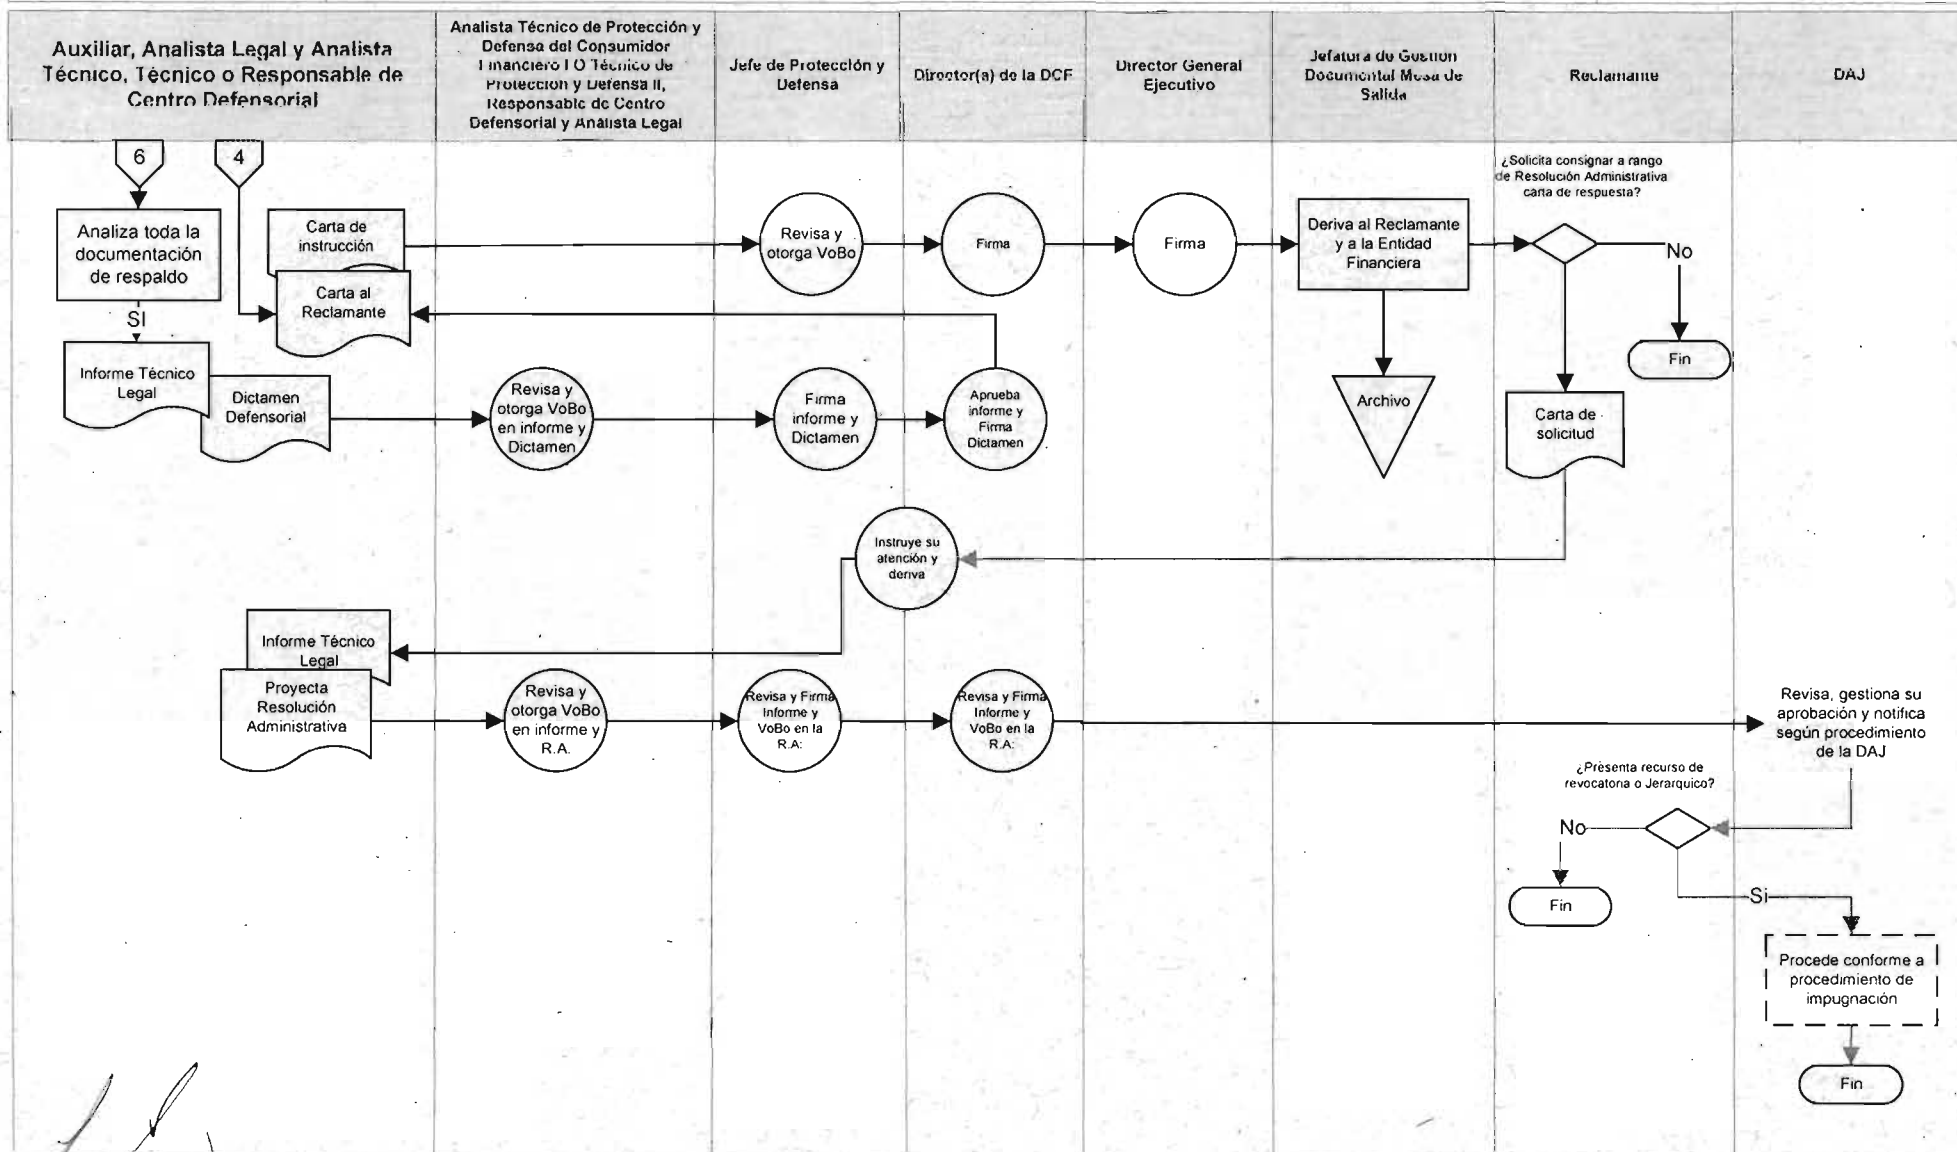 Auxiliar, Analista Legal y Analista
Técnico, Técnico o Responsable de
Centro Defensorial
Analista Técnico de Protección y
Defensa del Consumidor
Financiero I O Técnico de
Protección y Defensa II,
Responsable de Centro
Defensorial y Analista Legal
Jefe de Protección y
Defensa
Director(a) de la DCF
Director General
Ejecutivo
Jefatura de Gestion
Documental Mesa de
Salida
Reclamante
DAJ
6
4
Analiza toda la
documentación
de respaldo
SI
Carta de
instrucción
Carta al
Reclamante
Revisa y
otorga VoBo
Firma
Firma
Deriva al Reclamante
y a la Entidad
Financiera
Archivo
¿Solicita consignar a rango
de Resolución Administrativa
carta de respuesta?
No
Fin
Carta de
solicitud
Informe Técnico
Legal
Dictamen
Defensorial
Revisa y
otorga VoBo
en informe y
Dictamen
Firma
informe y
Dictamen
Aprueba
informe y
Firma
Dictamen
Instruye su
atención y
deriva
Informe Técnico
Legal
Proyecta
Resolución
Administrativa
Revisa y
otorga VoBo
en informe y
R.A.
Revisa y Firma
Informe y
VoBo en la
R.A:
Revisa y Firma
Informe y
VoBo en la
R.A:
Revisa, gestiona su
aprobación y notifica
según procedimiento
de la DAJ
¿Presenta recurso de
revocatoria o Jerarquico?
No
Fin
Si
Procede conforme a
procedimiento de
impugnación
Fin